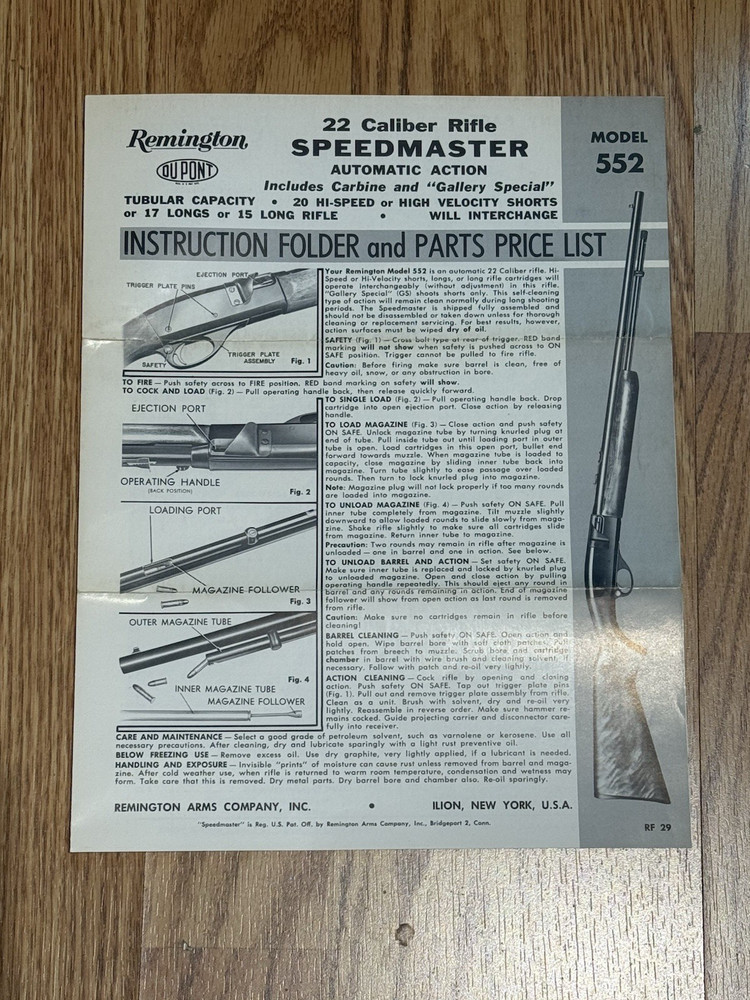 Remington
DU PONT
22 Caliber Rifle
SPEEDMASTER
AUTOMATIC ACTION
Includes Carbine and "Gallery Special"
TUBULAR CAPACITY • 20 HI-SPEED or HIGH VELOCITY SHORTS
or 17 LONGS or 15 LONG RIFLE • WILL INTERCHANGE
MODEL
552
INSTRUCTION FOLDER and PARTS PRICE LIST
EJECTION PORT
TRIGGER PLATE PINS
SAFETY
TRIGGER PLATE
ASSEMBLY
Fig. 1
Your Remington Model 552 is an automatic 22 Caliber rifle. Hi-
Speed or Hi-Velocity shorts, longs, or long rifle cartridges will
operate interchangeably (without adjustment) in this rifle.
"Gallery Special" (GS) shoots shorts only. This self-cleaning
type of action will remain clean normally during long shooting
periods. The Speedmaster is shipped fully assembled and
should not be disassembled or taken down unless for thorough
cleaning or replacement servicing. For best results, however,
action surfaces must be wiped dry of oil.
SAFETY (Fig. 1) — Cross bolt type at rear of trigger. RED band
marking will not show when safety is pushed across to ON
SAFE position. Trigger cannot be pulled to fire rifle.
Caution: Before firing make sure barrel is clean, free of
heavy oil, snow, or any obstruction in bore.
TO FIRE — Push safety across to FIRE position. RED band marking on safety will show.
TO COCK AND LOAD (Fig. 2) — Pull operating handle back, then release quickly forward.
EJECTION PORT
OPERATING HANDLE
(BACK POSITION)
Fig. 2
LOADING PORT
MAGAZINE FOLLOWER
Fig. 3
OUTER MAGAZINE TUBE
Fig. 4
INNER MAGAZINE TUBE
MAGAZINE FOLLOWER
TO SINGLE LOAD (Fig. 2) — Pull operating handle back. Drop
cartridge into open ejection port. Close action by releasing
handle.
TO LOAD MAGAZINE (Fig. 3) — Close action and push safety
ON SAFE. Unlock magazine tube by turning knurled plug at
end of tube. Pull inside tube out until loading port in outer
tube is open. Load cartridges in this open port, bullet end
forward towards muzzle. When magazine tube is loaded to
capacity, close magazine by sliding inner tube back into
magazine. Turn tube slightly to ease passage over loaded
rounds. Then turn to lock knurled plug into magazine.
Note: Magazine plug will not lock properly if too many rounds
are loaded into magazine.
TO UNLOAD MAGAZINE (Fig. 4) — Push safety ON SAFE. Pull
inner tube completely from magazine. Tilt muzzle slightly
downward to allow loaded rounds to slide slowly from maga-
zine. Shake rifle slightly to make sure all cartridges slide
from magazine. Return inner tube to magazine.
Precaution: Two rounds may remain in rifle after magazine is
unloaded — one in barrel and one in action. See below.
TO UNLOAD BARREL AND ACTION — Set safety ON SAFE.
Make sure inner tube is replaced and locked by knurled plug
to unloaded magazine. Open and close action by pulling
operating handle repeatedly. This should eject any round in
barrel and any rounds remaining in action. End of magazine
follower will show from open action as last round is removed
from rifle.
Caution: Make sure no cartridges remain in rifle before
cleaning!
BARREL CLEANING — Push safety ON SAFE. Open action and
hold open. Wipe barrel bore with soft cloth patches. Pull
patches from breech to muzzle. Scrub bore and cartridge
chamber in barrel with wire brush and cleaning solvent, if
necessary. Follow with patch and re-oil very lightly.
ACTION CLEANING — Cock rifle by opening and closing
action. Push safety ON SAFE. Tap out trigger plate pins
(Fig. 1). Pull out and remove trigger plate assembly from rifle.
Clean as a unit. Brush with solvent, dry and re-oil very
lightly. Reassemble in reverse order. Make sure hammer re-
mains cocked. Guide projecting carrier and disconnector care-
fully into receiver.
CARE AND MAINTENANCE — Select a good grade of petroleum solvent, such as varnolene or kerosene. Use all
necessary precautions. After cleaning, dry and lubricate sparingly with a light rust preventive oil.
BELOW FREEZING USE — Remove excess oil. Use dry graphite, very lightly applied, if a lubricant is needed.
HANDLING AND EXPOSURE — Invisible "prints" of moisture can cause rust unless removed from barrel and maga-
zine. After cold weather use, when rifle is returned to warm room temperature, condensation and wetness may
form. Take care that this is removed. Dry metal parts. Dry barrel bore and chamber also. Re-oil sparingly.
REMINGTON ARMS COMPANY, INC. • ILION, NEW YORK, U.S.A.
"Speedmaster" is Reg. U.S. Pat. Off. by Remington Arms Company, Inc., Bridgeport 2, Conn.
RF 29